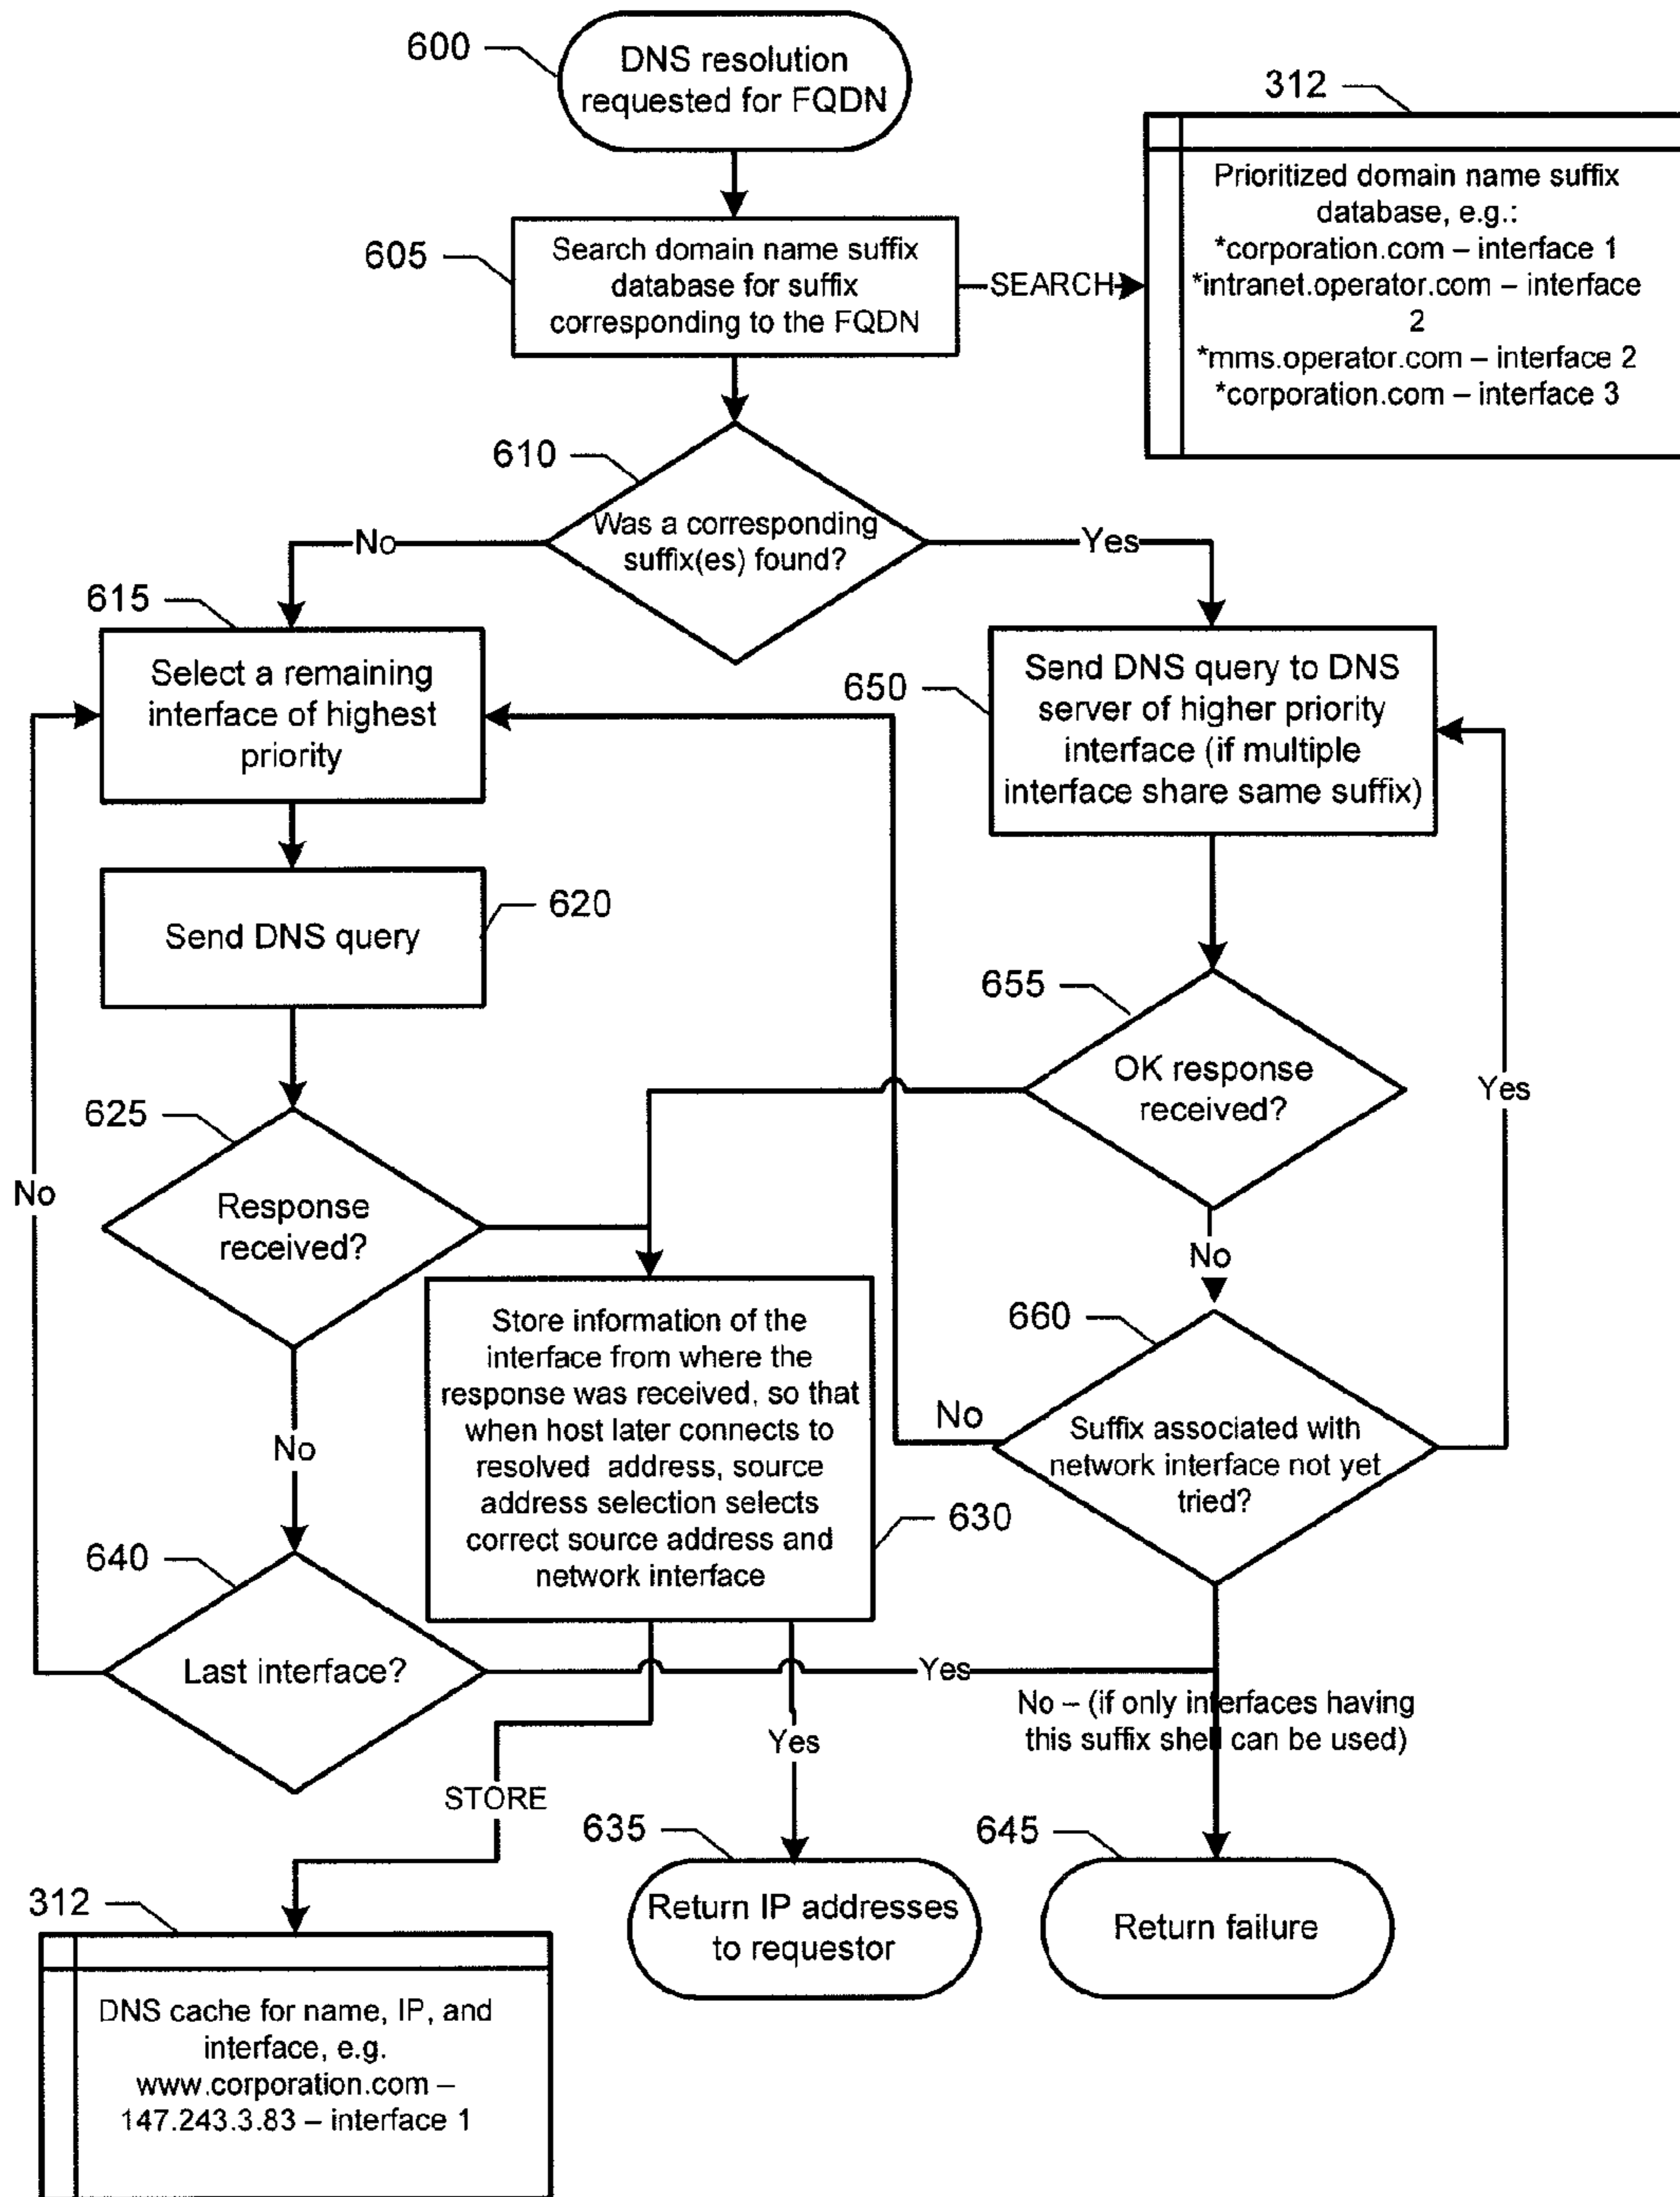 600
DNS resolution
requested for FQDN
312
Prioritized domain name suffix
database, e.g.:
*corporation.com – interface 1
*intranet.operator.com – interface
2
*mms.operator.com – interface 2
*corporation.com – interface 3
605
Search domain name suffix
database for suffix
corresponding to the FQDN
SEARCH
610
Was a corresponding
suffix(es) found?
No
Yes
615
Select a remaining
interface of highest
priority
650
Send DNS query to DNS
server of higher priority
interface (if multiple
interface share same suffix)
620
Send DNS query
655
OK response
received?
Yes
625
Response
received?
No
No
630
Store information of the
interface from where the
response was received, so that
when host later connects to
resolved address, source
address selection selects
correct source address and
network interface
660
Suffix associated with
network interface not yet
tried?
No
No
640
Last interface?
Yes
No – (if only interfaces having
this suffix shell can be used)
Yes
STORE
635
Return IP addresses
to requestor
645
Return failure
312
DNS cache for name, IP, and
interface, e.g.
www.corporation.com –
147.243.3.83 – interface 1